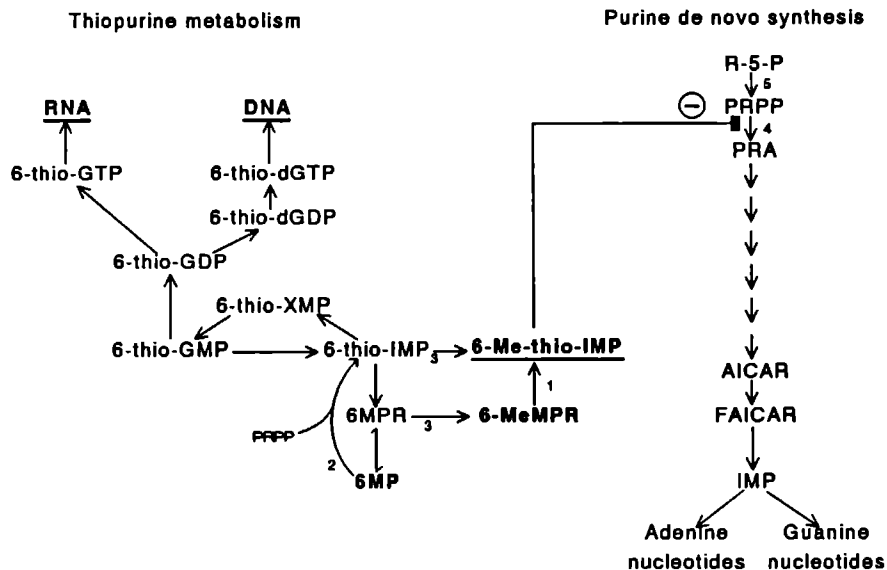 Thiopurine metabolism
Purine de novo synthesis
R-5-P
5
RNA
DNA
PRPP
4
PRA
6-thio-GTP
6-thio-dGTP
6-thio-dGDP
6-thio-GDP
6-thio-XMP
6-thio-GMP
6-thio-IMP
3
6-Me-thio-IMP
1
AICAR
6MPR
3
6-MeMPR
FAICAR
PRPP
2
6MP
IMP
Adenine
nucleotides
Guanine
nucleotides